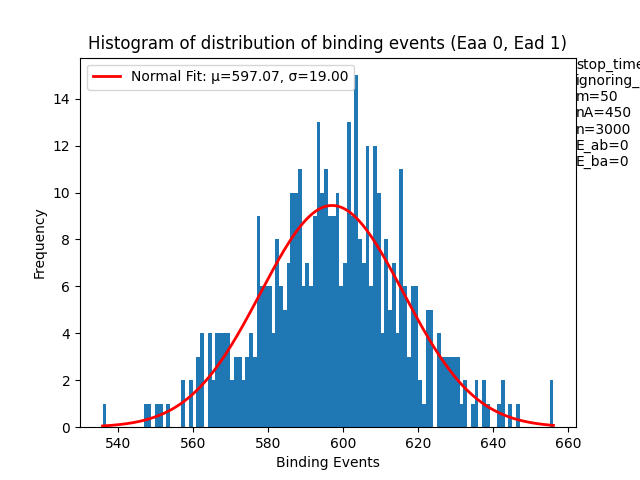 Histogram of distribution of binding events (Eaa 0, Ead 1)
Normal Fit: μ=597.07, σ=19.00
stop_time
ignoring_
m=50
nA=450
n=3000
E_ab=0
E_ba=0
Frequency
14
12
10
8
6
4
2
0
540 560 580 600 620 640 660
Binding Events